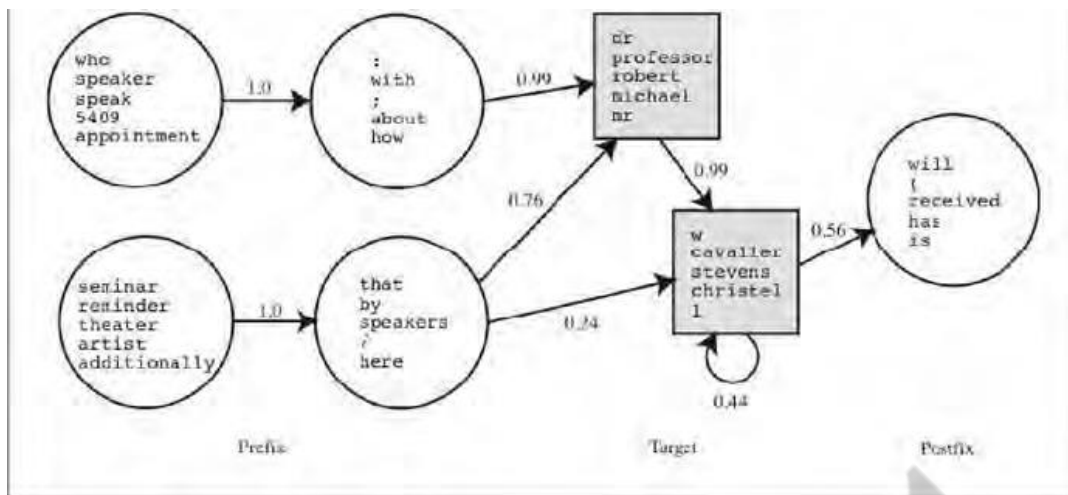 who
speaker
speak
5409
appointment
1.0
:
with
;
about
how
0.99
dr
professor
robert
michael
mr
0.99
0.76
will
(
received
has
is
0.56
w
cavalier
stevens
christel
l
seminar
reminder
theater
artist
additionally
1.0
that
by
speakers
/
here
0.24
0.44
Prefix
Target
Postfix